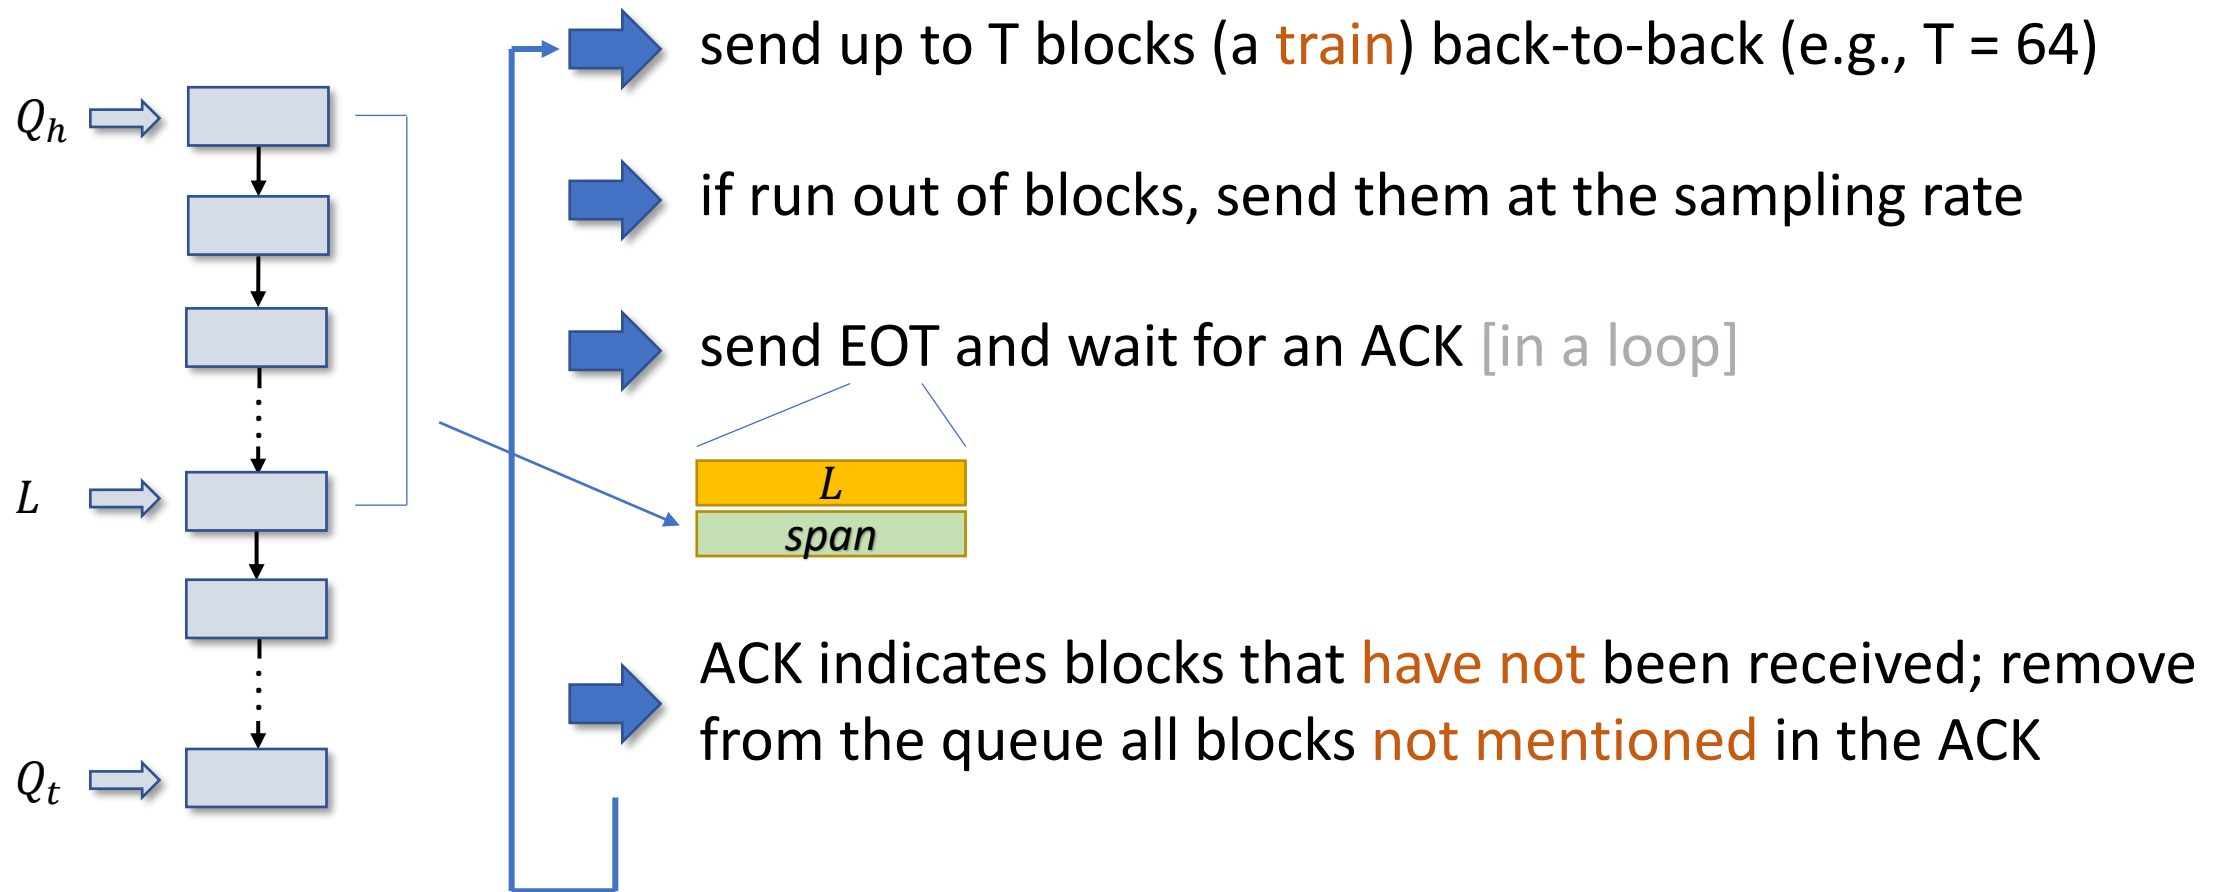 send up to T blocks (a train) back-to-back (e.g., T = 64)
Qₕ
if run out of blocks, send them at the sampling rate
send EOT and wait for an ACK [in a loop]
L
L
span
ACK indicates blocks that have not been received; remove
from the queue all blocks not mentioned in the ACK
Qₜ